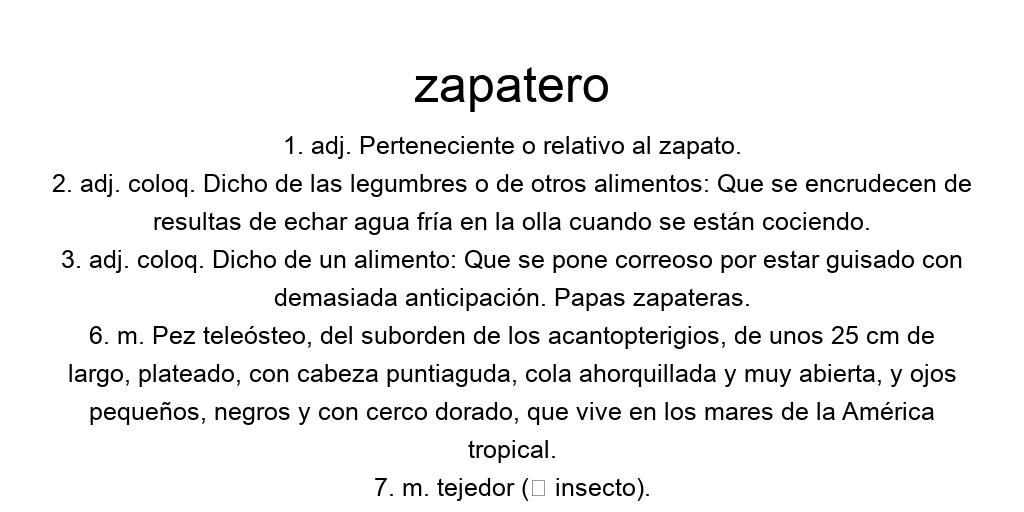 zapatero
1. adj. Perteneciente o relativo al zapato.
2. adj. coloq. Dicho de las legumbres o de otros alimentos: Que se encrudecen de
resultas de echar agua fría en la olla cuando se están cociendo.
3. adj. coloq. Dicho de un alimento: Que se pone correoso por estar guisado con
demasiada anticipación. Papas zapateras.
6. m. Pez teleósteo, del suborden de los acantopterigios, de unos 25 cm de
largo, plateado, con cabeza puntiaguda, cola ahorquillada y muy abierta, y ojos
pequeños, negros y con cerco dorado, que vive en los mares de la América
tropical.
7. m. tejedor (▯ insecto).